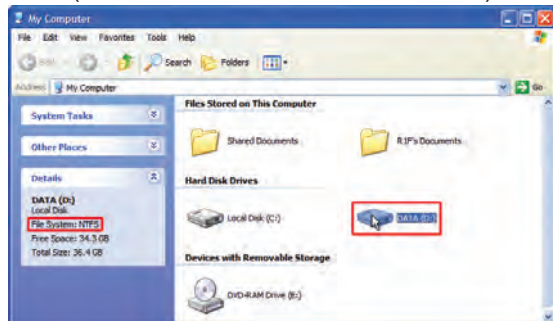 My Computer
File Edit View Favorites Tools Help
Search Folders
Address My Computer Go
System Tasks
Other Places
Details
DATA (D:)
Local Disk
File System: NTFS
Free Space: 34.3 GB
Total Size: 36.4 GB
Files Stored on This Computer
Shared Documents
R1F's Documents
Hard Disk Drives
Local Disk (C:)
DATA (D:)
Devices with Removable Storage
DVD-RAM Drive (E:)